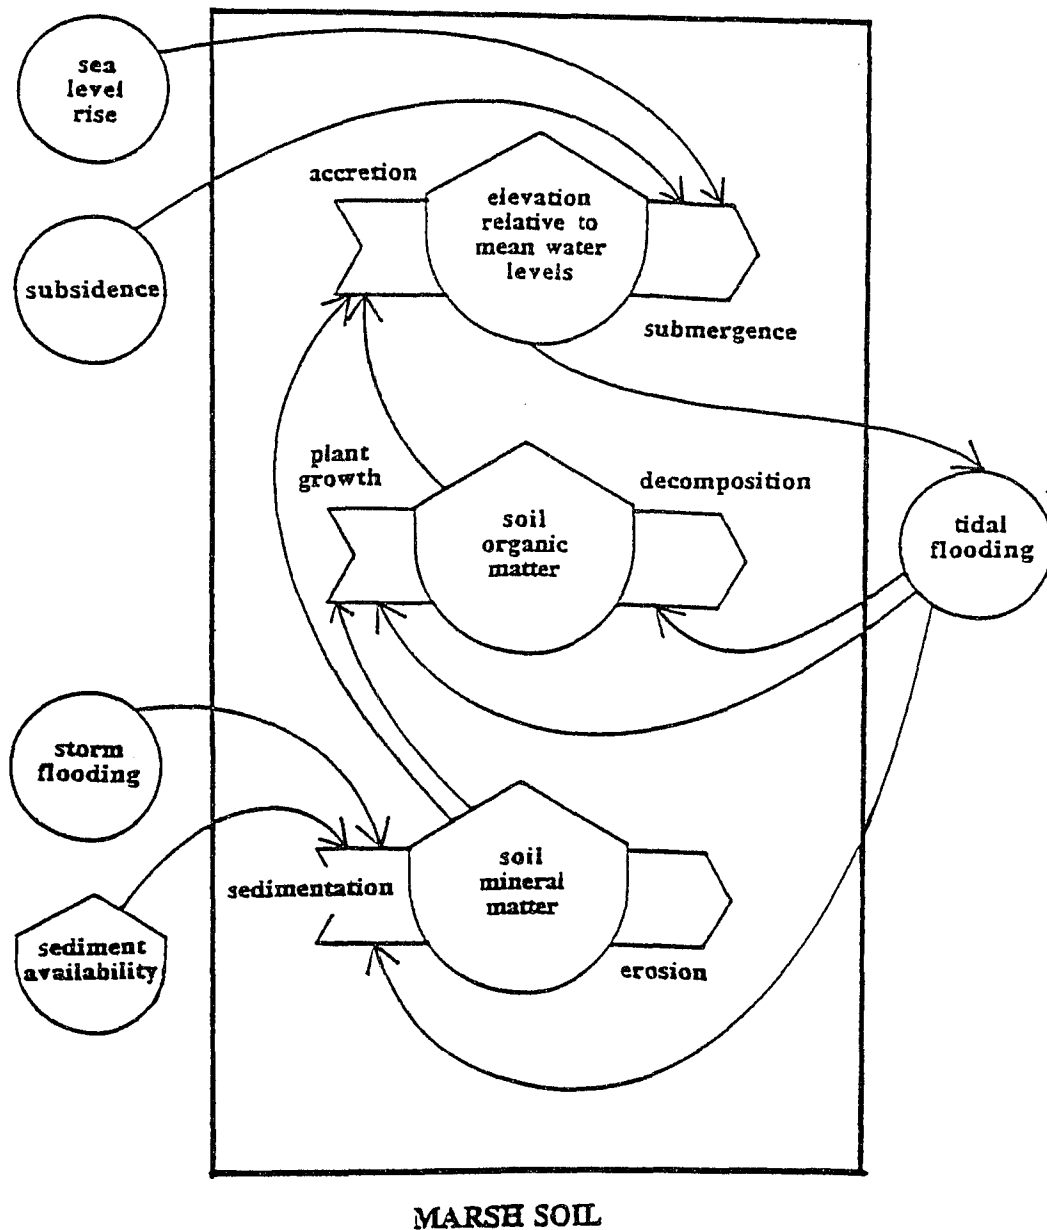 sea
level
rise
accretion
elevation
relative to
mean water
levels
subsidence
submergence
plant
growth
decomposition
soil
organic
matter
tidal
flooding
storm
flooding
soil
mineral
matter
sedimentation
sediment
availability
erosion
MARSH SOIL